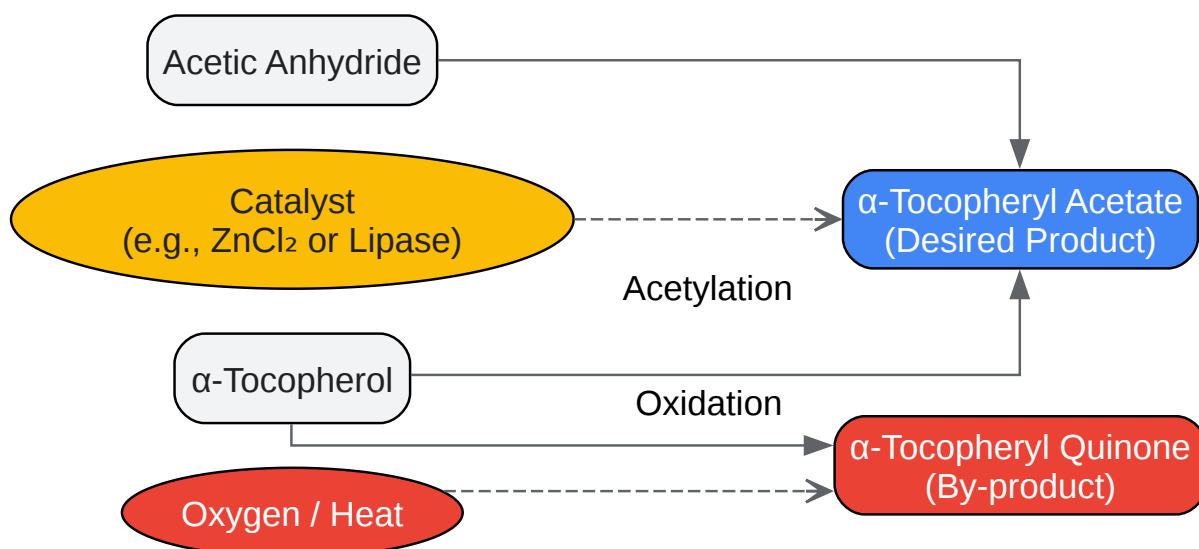 Acetic Anhydride
Catalyst
(e.g., ZnCl₂ or Lipase)
α-Tocopheryl Acetate
(Desired Product)
Acetylation
α-Tocopherol
Oxidation
α-Tocopheryl Quinone
(By-product)
Oxygen / Heat